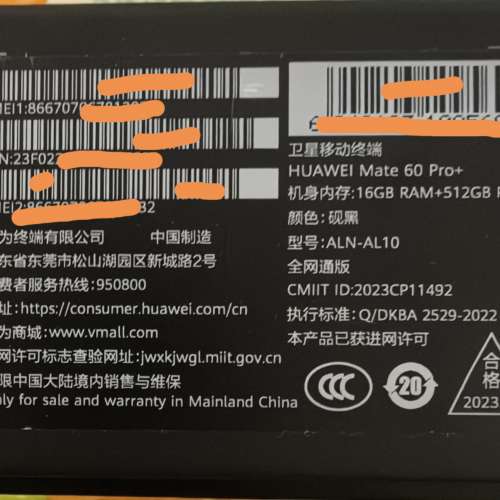 卫星移动终端
HUAWEI Mate 60 Pro+
机身内存:16GB RAM+512GB
颜色:砚黑
型号:ALN-AL10
全网通版
CMIIT ID:2023CP11492
执行标准:Q/DKBA 2529-2022
本产品已获进网许可
CCC
20
合格
2023
MEI1:
N:23F02
MEI2:
为终端有限公司 中国制造
东省东莞市松山湖园区新城路2号
费者服务热线:950800
址:https://consumer.huawei.com/cn
为商城:www.vmall.com
网许可标志查验网址:jwxkjwgl.miit.gov.cn
限中国大陆境内销售与维保
ly for sale and warranty in Mainland China